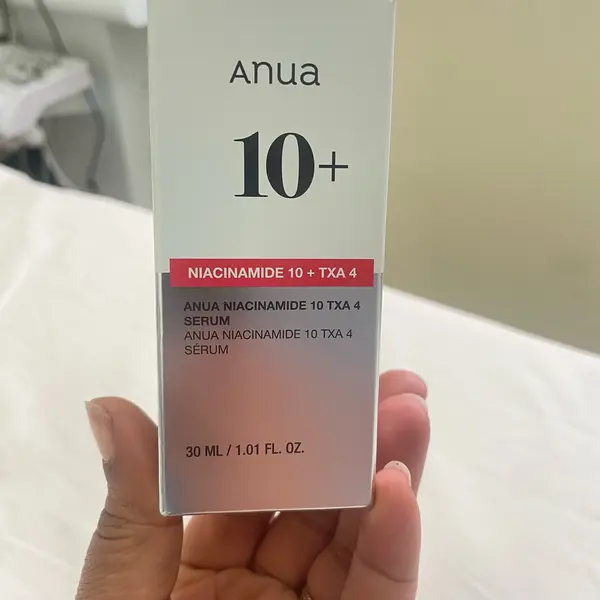 Anua
10+
NIACINAMIDE 10 + TXA 4
ANUA NIACINAMIDE 10 TXA 4
SERUM
ANUA NIACINAMIDE 10 TXA 4
SÉRUM
30 ML / 1.01 FL. OZ.